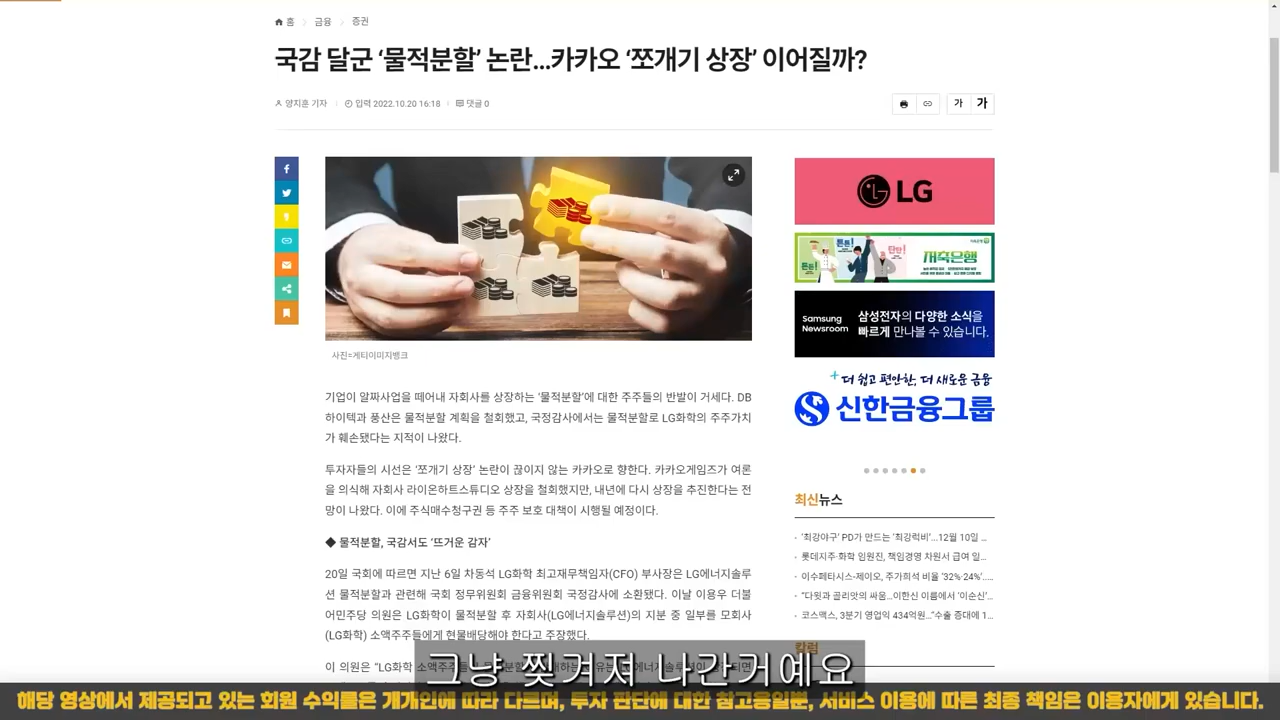 홈 > 금융 > 증권
국감 달군 ‘물적분할’ 논란...카카오 ‘쪼개기 상장’ 이어질까?
양지훈 기자 입력 2022.10.20 16:18 댓글 0
가 가
사진=게티이미지뱅크
기업이 알짜사업을 떼어내 자회사를 상장하는 ‘물적분할’에 대한 주주들의 반발이 거세다. DB
하이텍과 풍산은 물적분할 계획을 철회했고, 국정감사에서는 물적분할로 LG화학의 주주가치
가 훼손됐다는 지적이 나왔다.
투자자들의 시선은 ‘쪼개기 상장’ 논란이 끊이지 않는 카카오로 향한다. 카카오게임즈가 여론
을 의식해 자회사 라이온하트스튜디오 상장을 철회했지만, 내년에 다시 상장을 추진한다는 전
망이 나왔다. 이에 주식매수청구권 등 주주 보호 대책이 시행될 예정이다.
◆ 물적분할, 국감서도 ‘뜨거운 감자’
20일 국회에 따르면 지난 6일 차동석 LG화학 최고재무책임자(CFO) 부사장은 LG에너지솔루
션 물적분할과 관련해 국회 정무위원회 금융위원회 국정감사에 소환됐다. 이날 이용우 더불
어민주당 의원은 LG화학이 물적분할 후 자회사(LG에너지솔루션)의 지분 중 일부를 모회사
(LG화학) 소액주주들에게 현물배당해야 한다고 주장했다.
이 의원은 “LG화학 소액주주들
LG
튼튼!
튼튼!
단단!
저축은행
Samsung
Newsroom
삼성전자의 다양한 소식을
빠르게 만나볼 수 있습니다.
+더 쉽고 편안한, 더 새로운 금융
신한금융그룹
최신뉴스
· ‘최강야구’ PD가 만드는 ‘최강럭비’...12월 10일 ...
· 롯데지주·화학 임원진, 책임경영 차원서 급여 일...
· 이수페타시스-제이오, 주가희석 비율 ‘32%·24%’...
· “다윗과 골리앗의 싸움...이한신 이름에서 ‘이순신’...
· 코스맥스, 3분기 영업익 434억원...“수출 증대에 1...
칼럼
그냥 찢겨져 나간거예요
해당 영상에서 제공되고 있는 회원 수익률은 개개인에 따라 다르며, 투자 판단에 대한 참고용일뿐, 서비스 이용에 따른 최종 책임은 이용자에게 있습니다.